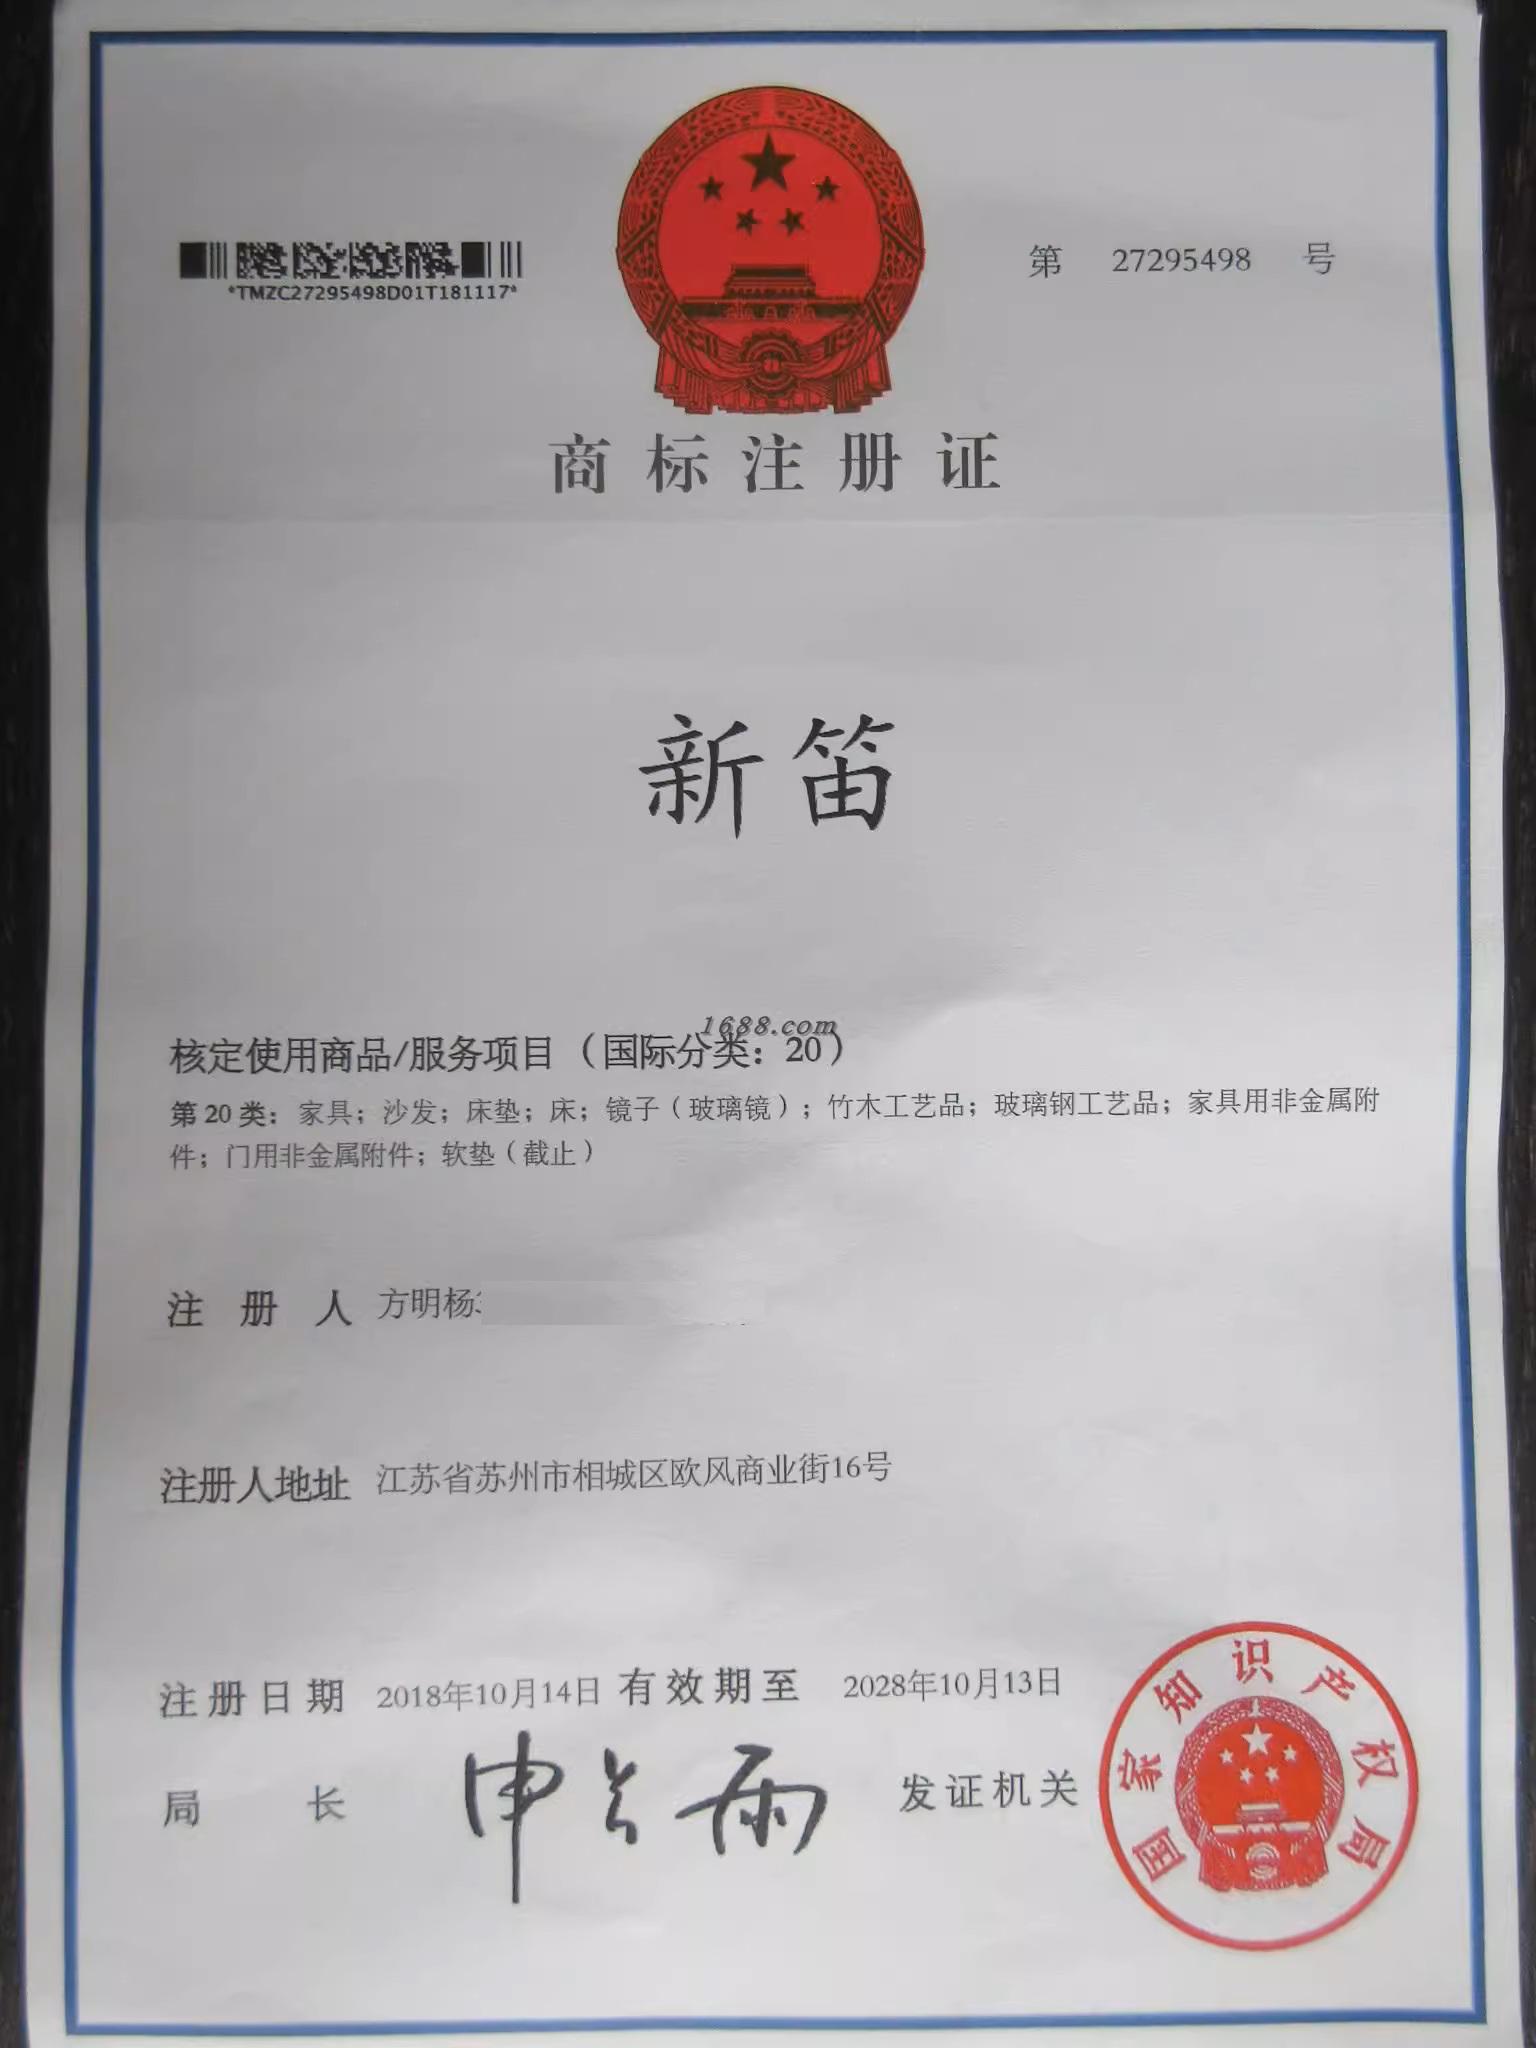 第 27295498 号
*TMZC27295498D01T181117*
商标注册证
新笛
1688.com
核定使用商品/服务项目（国际分类：20）
第20类：家具；沙发；床垫；床；镜子（玻璃镜）；竹木工艺品；玻璃钢工艺品；家具用非金属附
件；门用非金属附件；软垫（截止）
注册人 方明杨
注册人地址 江苏省苏州市相城区欧风商业街16号
注册日期 2018年10月14日 有效期至 2028年10月13日
局长 申长雨 发证机关
国家知识产权局